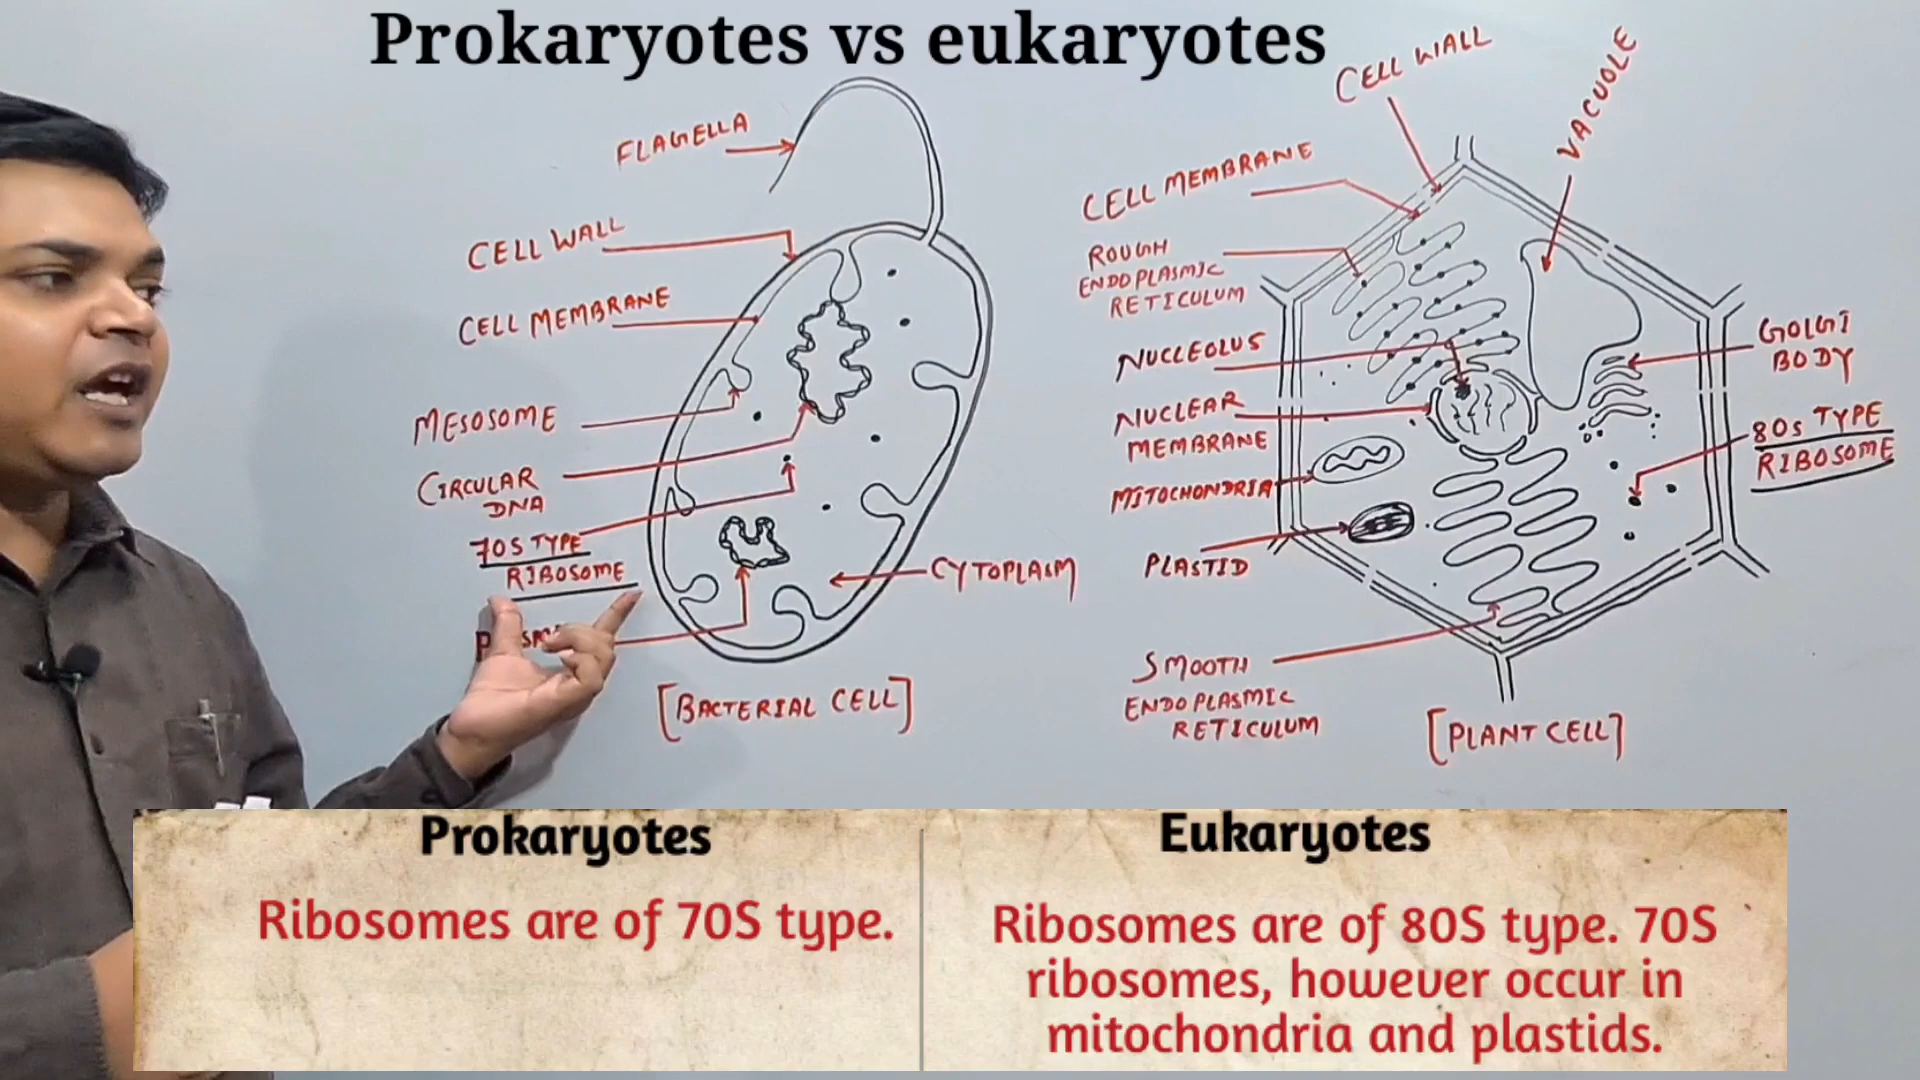 Prokaryotes vs eukaryotes
FLAGELLA
CELL WALL
CELL MEMBRANE
MESOSOME
CIRCULAR
DNA
70S TYPE
RIBOSOME
CYTOPLASM
[BACTERIAL CELL]
CELL WALL
VACUOLE
CELL MEMBRANE
ROUGH
ENDOPLASMIC
RETICULUM
NUCLEOLUS
NUCLEAR
MEMBRANE
MITOCHONDRIA
PLASTID
SMOOTH
ENDOPLASMIC
RETICULUM
GOLGI
BODY
80S TYPE
RIBOSOME
[PLANT CELL]
Prokaryotes
Ribosomes are of 70S type.
Eukaryotes
Ribosomes are of 80S type. 70S
ribosomes, however occur in
mitochondria and plastids.